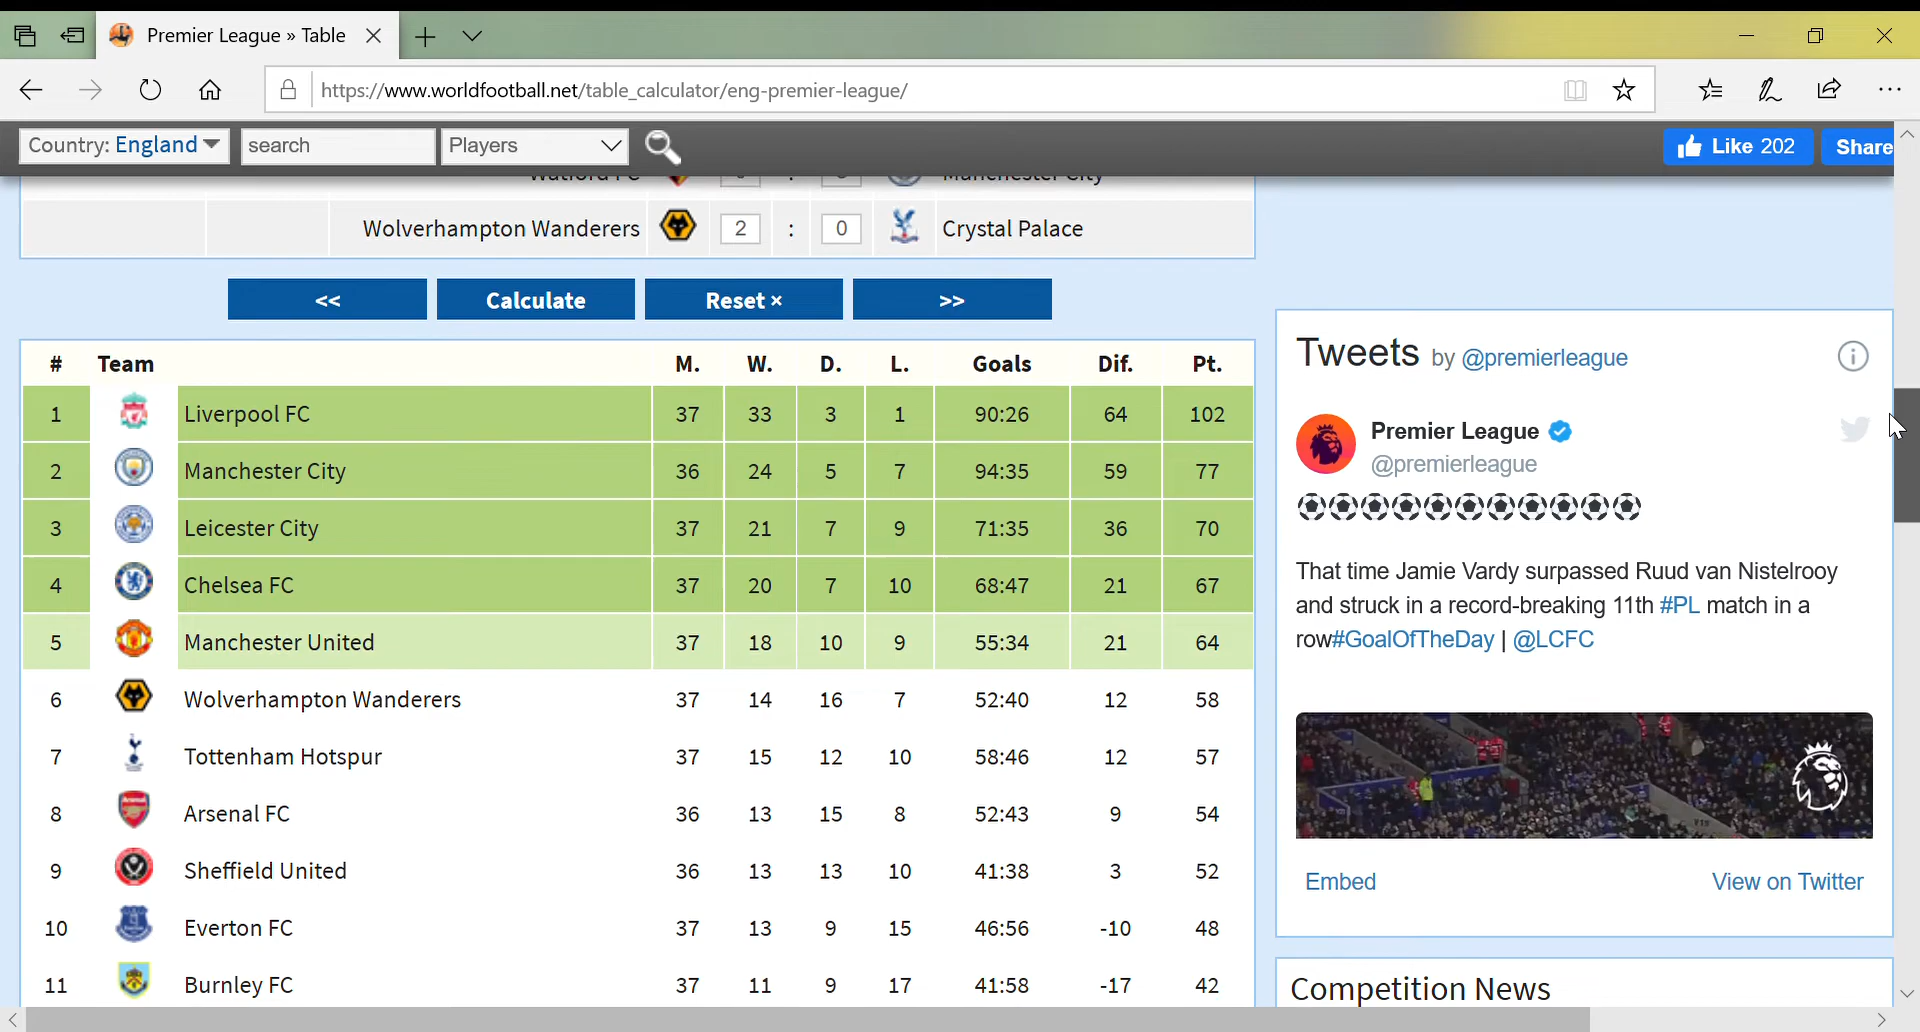 Premier League » Table
https://www.worldfootball.net/table_calculator/eng-premier-league/
Country: England search Players Like 202 Share
Watford FC : Manchester City
Wolverhampton Wanderers 2 : 0 Crystal Palace
<< Calculate Reset × >>
# Team M. W. D. L. Goals Dif. Pt.
1 Liverpool FC 37 33 3 1 90:26 64 102
2 Manchester City 36 24 5 7 94:35 59 77
3 Leicester City 37 21 7 9 71:35 36 70
4 Chelsea FC 37 20 7 10 68:47 21 67
5 Manchester United 37 18 10 9 55:34 21 64
6 Wolverhampton Wanderers 37 14 16 7 52:40 12 58
7 Tottenham Hotspur 37 15 12 10 58:46 12 57
8 Arsenal FC 36 13 15 8 52:43 9 54
9 Sheffield United 36 13 13 10 41:38 3 52
10 Everton FC 37 13 9 15 46:56 -10 48
11 Burnley FC 37 11 9 17 41:58 -17 42
Tweets by @premierleague
Premier League
@premierleague
⚽⚽⚽⚽⚽⚽⚽⚽⚽⚽⚽
That time Jamie Vardy surpassed Ruud van Nistelrooy
and struck in a record-breaking 11th #PL match in a
row#GoalOfTheDay | @LCFC
Embed View on Twitter
Competition News